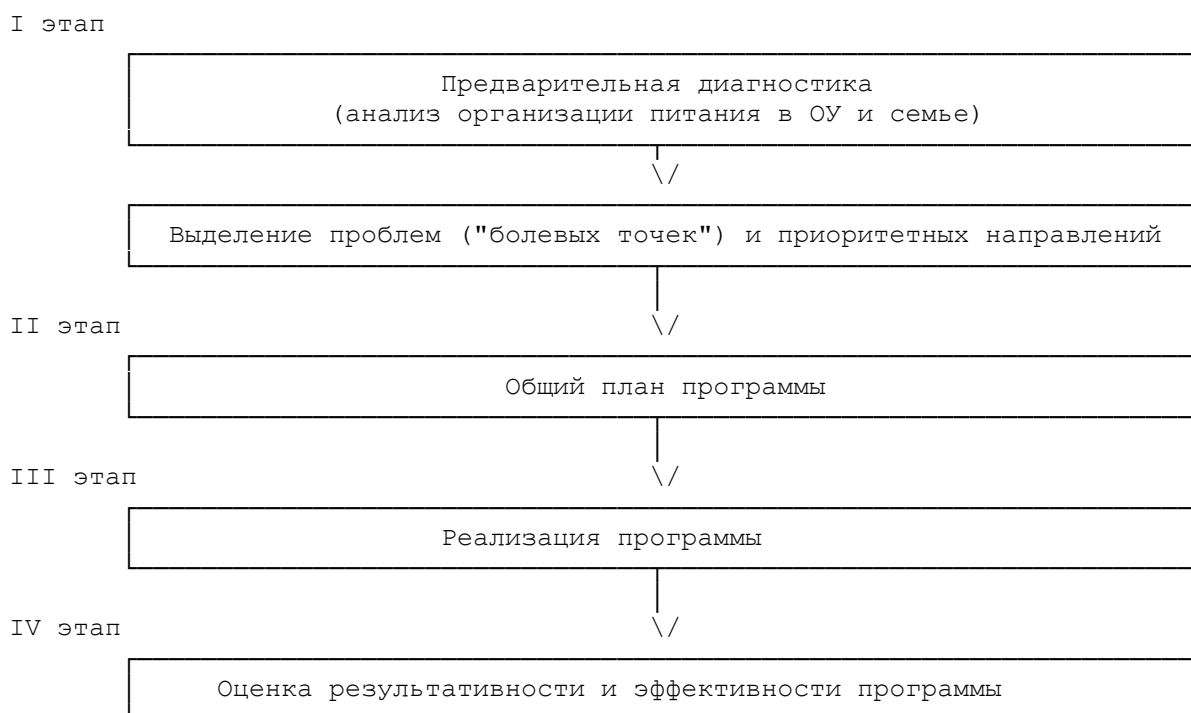 I этап
Предварительная диагностика
(анализ организации питания в ОУ и семье)
\/
Выделение проблем ("болевых точек") и приоритетных направлений
II этап
\/
Общий план программы
III этап
\/
Реализация программы
IV этап
\/
Оценка результативности и эффективности программы